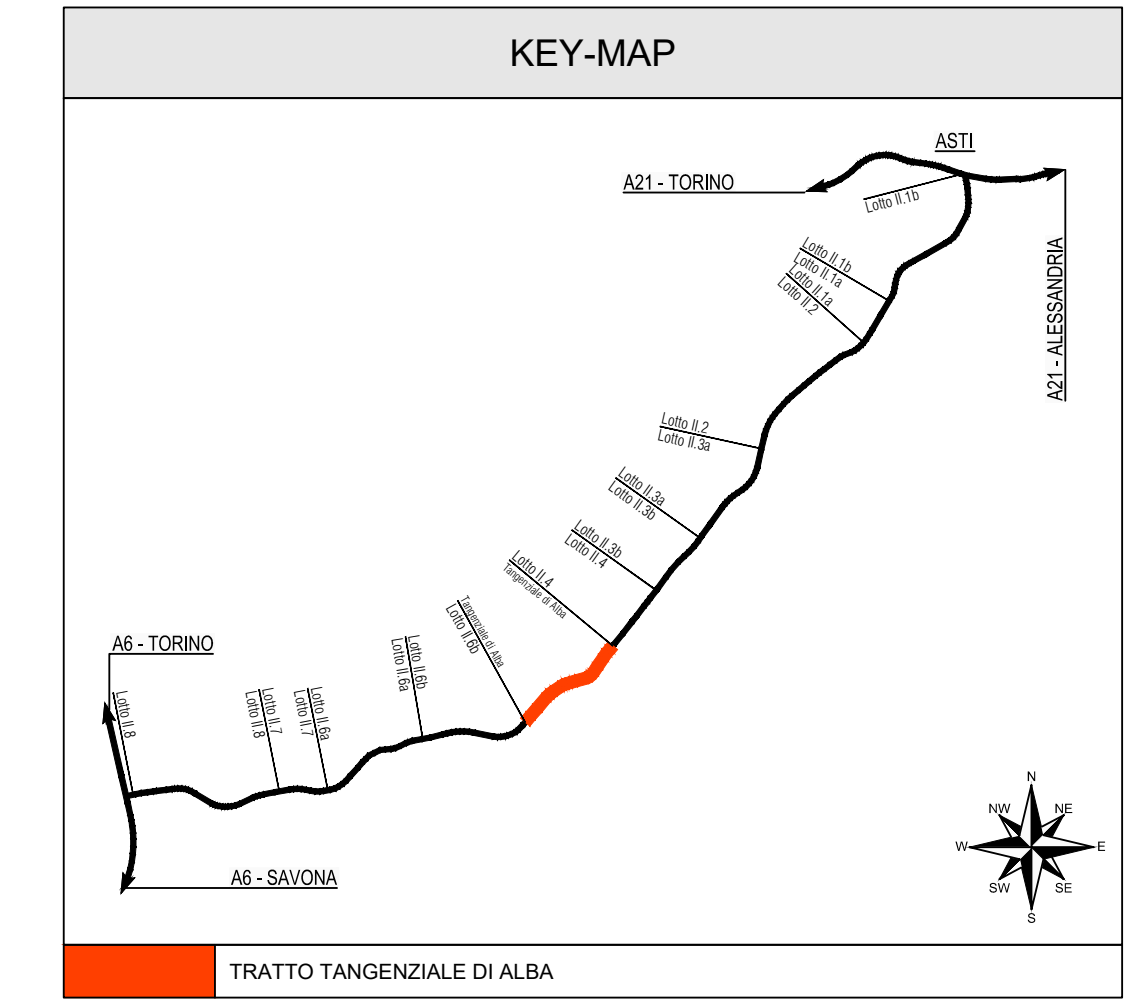 KEY-MAP
ASTI
A21 - TORINO
Lotto II.1b
A21 - ALESSANDRIA
Lotto II.1b
Lotto II.1a
Lotto II.1a
Lotto II.2
Lotto II.2
Lotto II.3a
Lotto II.3a
Lotto II.3b
Lotto II.3b
Lotto II.4
Lotto II.4
Tangenziale di Alba
Tangenziale di Alba
Lotto II.6b
Lotto II.6b
Lotto II.6a
Lotto II.6a
Lotto II.7
Lotto II.7
Lotto II.8
Lotto II.8
A6 - TORINO
A6 - SAVONA
N
NW
NE
W
E
SW
SE
S
TRATTO TANGENZIALE DI ALBA